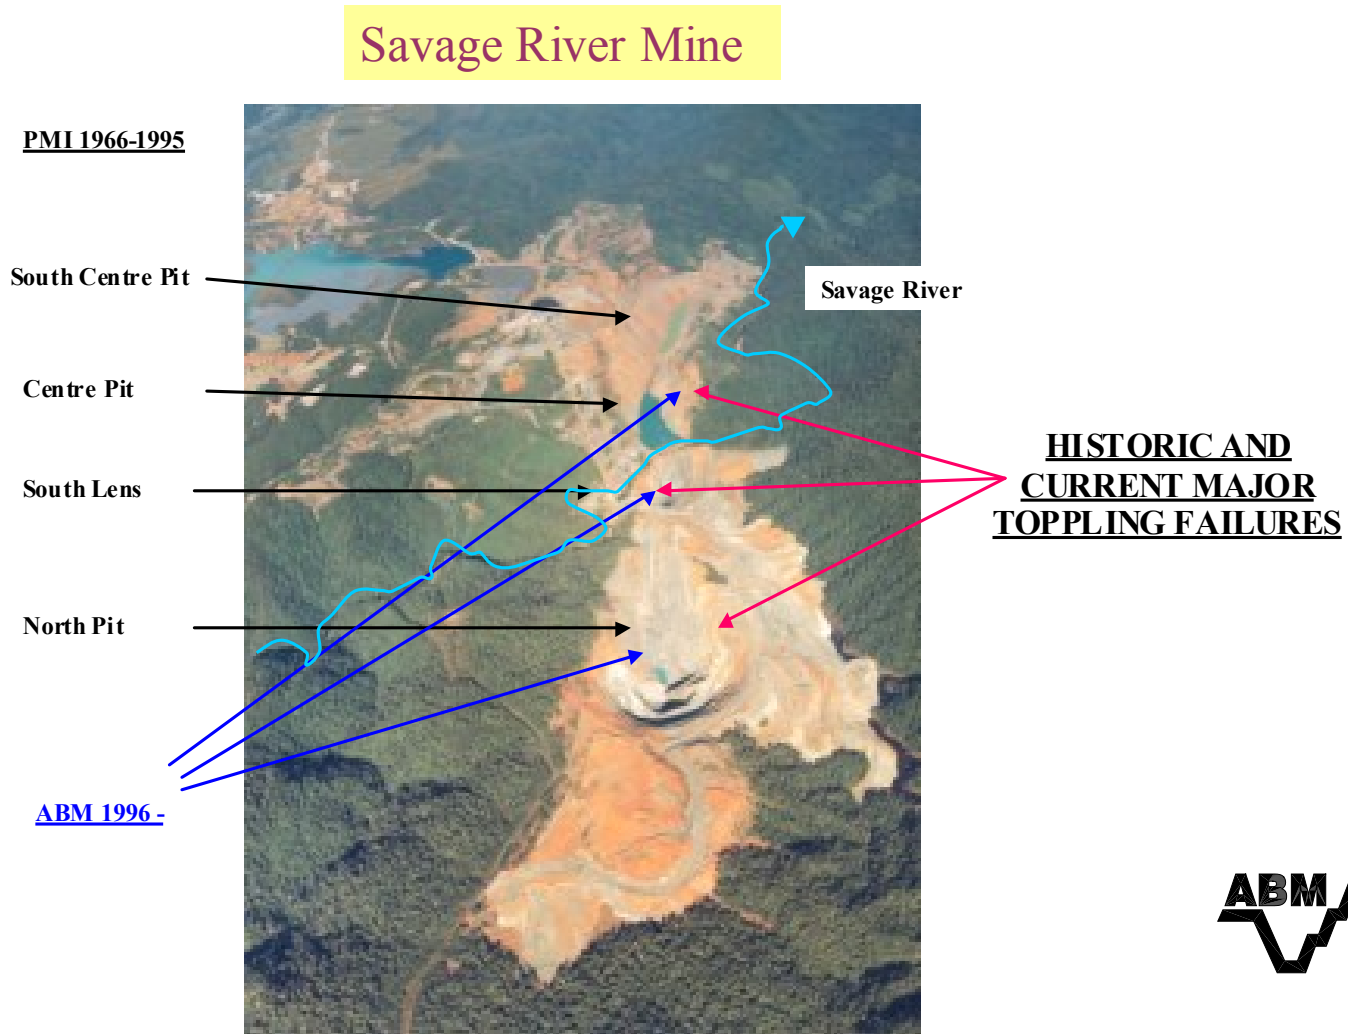 Savage River Mine
PMI 1966-1995
South Centre Pit
Savage River
Centre Pit
HISTORIC AND
CURRENT MAJOR
TOPPLING FAILURES
South Lens
North Pit
ABM 1996 -
ABM